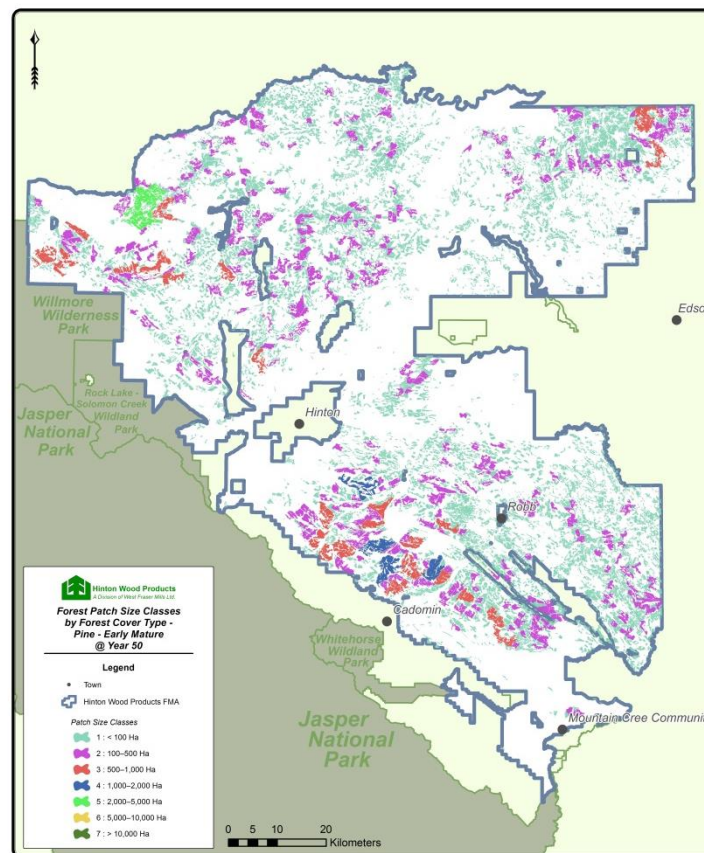 Edso
Willmore
Wilderness
Park
Rock Lake -
Solomon Creek
Wildland
Park
Jasper
National
Park
Hinton
Robb
Hinton Wood Products
A Division of West Fraser Mills Ltd.
Forest Patch Size Classes
by Forest Cover Type -
Pine - Early Mature
@ Year 50
Legend
Town
Hinton Wood Products FMA
Patch Size Classes
1 : < 100 Ha
2 : 100–500 Ha
3 : 500–1,000 Ha
4 : 1,000–2,000 Ha
5 : 2,000–5,000 Ha
6 : 5,000–10,000 Ha
7 : > 10,000 Ha
Cadomin
Whitehorse
Wildland
Park
Jasper
National
Park
Mountain Cree Communit
0 5 10 20
Kilometers